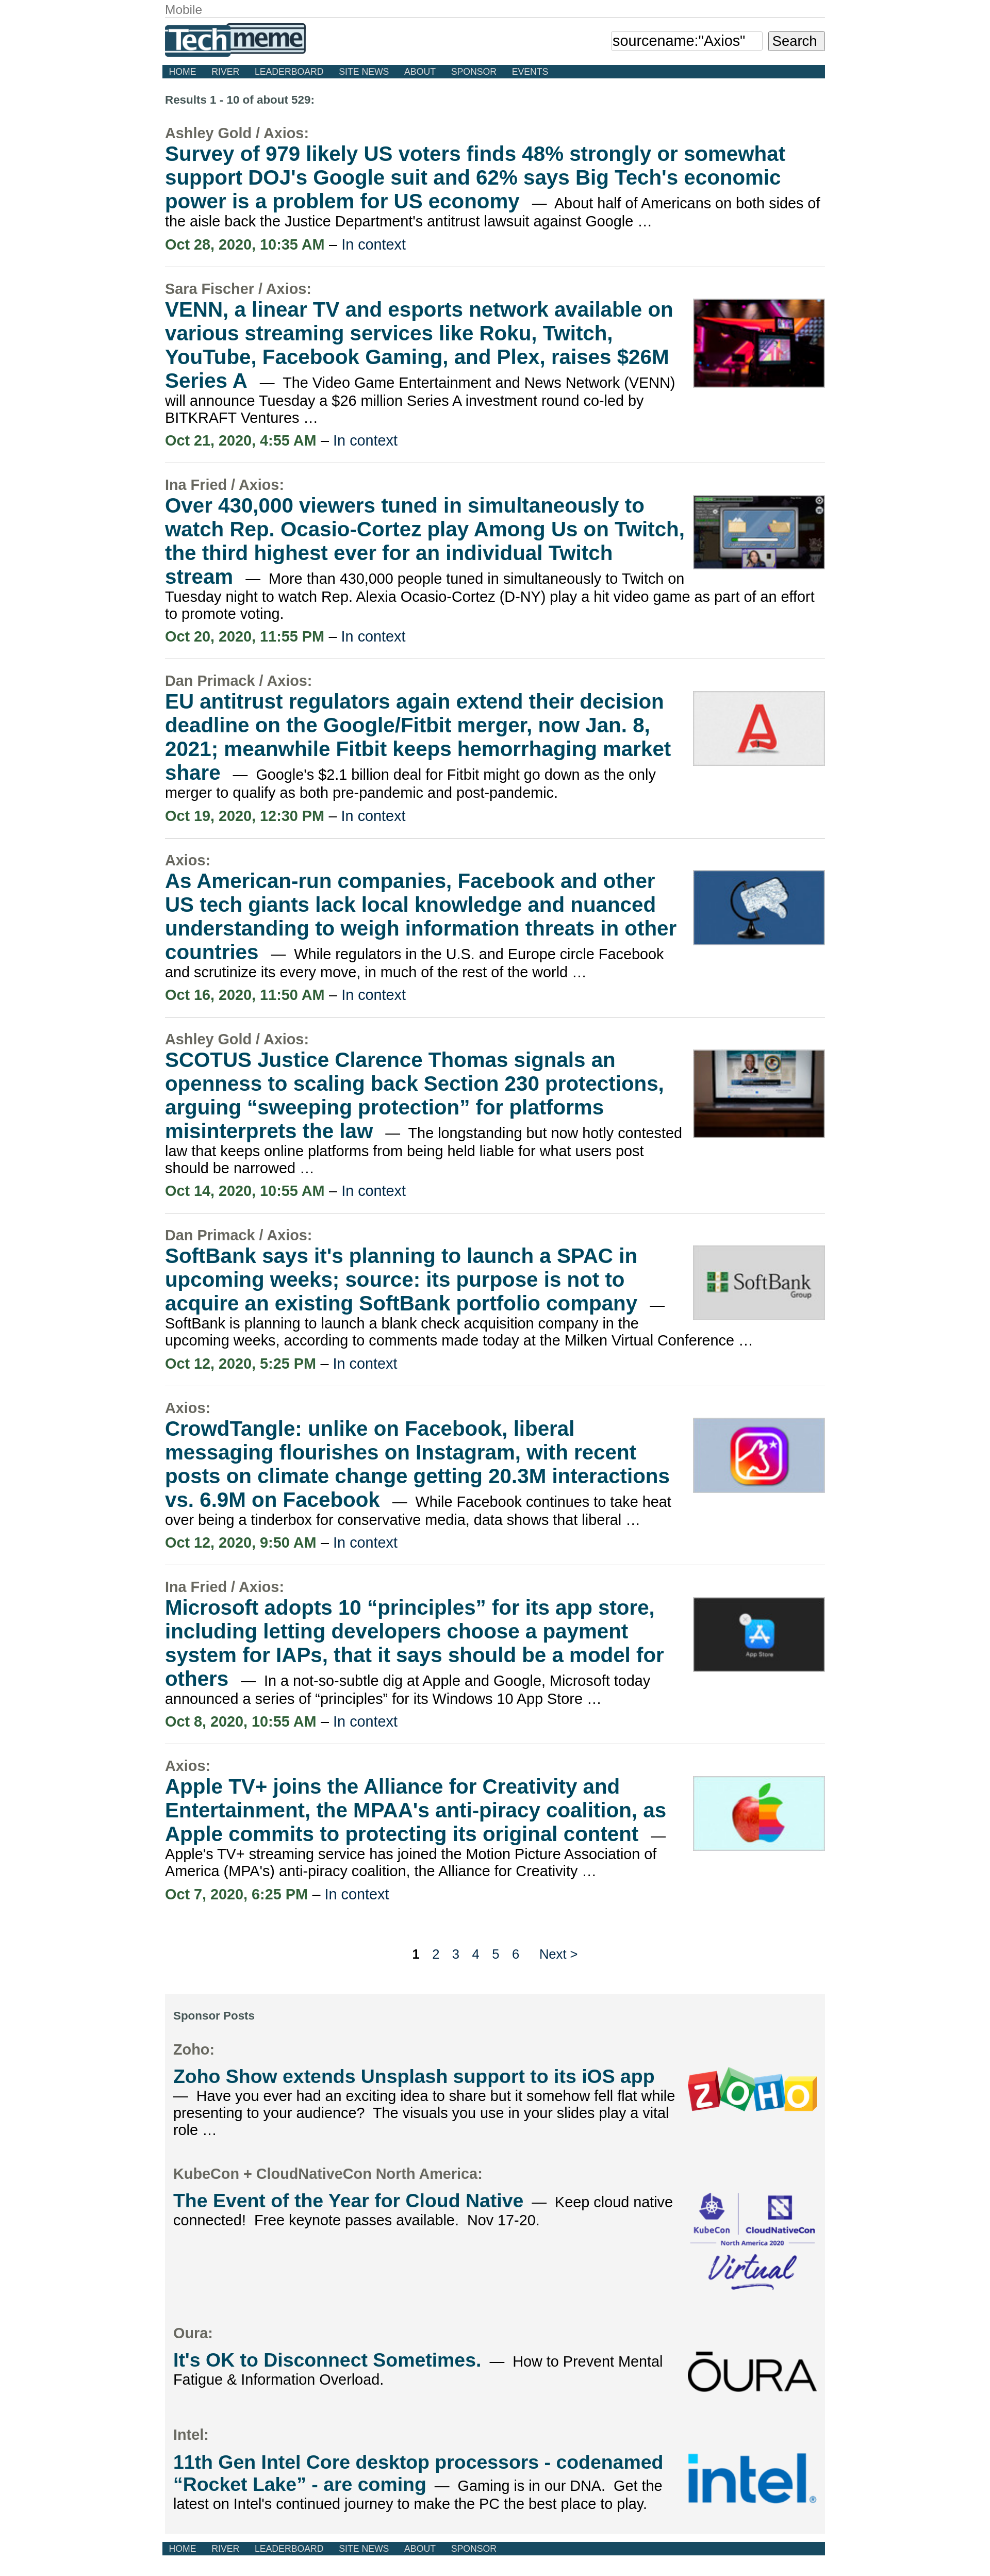 Mobile
Techmeme
sourcename:"Axios"
Search
HOME RIVER LEADERBOARD SITE NEWS ABOUT SPONSOR EVENTS
Results 1 - 10 of about 529:
Ashley Gold / Axios:
Survey of 979 likely US voters finds 48% strongly or somewhat
support DOJ's Google suit and 62% says Big Tech's economic
power is a problem for US economy — About half of Americans on both sides of
the aisle back the Justice Department's antitrust lawsuit against Google …
Oct 28, 2020, 10:35 AM – In context
Sara Fischer / Axios:
VENN, a linear TV and esports network available on
various streaming services like Roku, Twitch,
YouTube, Facebook Gaming, and Plex, raises $26M
Series A — The Video Game Entertainment and News Network (VENN)
will announce Tuesday a $26 million Series A investment round co-led by
BITKRAFT Ventures …
Oct 21, 2020, 4:55 AM – In context
Ina Fried / Axios:
Over 430,000 viewers tuned in simultaneously to
watch Rep. Ocasio-Cortez play Among Us on Twitch,
the third highest ever for an individual Twitch
stream — More than 430,000 people tuned in simultaneously to Twitch on
Tuesday night to watch Rep. Alexia Ocasio-Cortez (D-NY) play a hit video game as part of an effort
to promote voting.
Oct 20, 2020, 11:55 PM – In context
Dan Primack / Axios:
EU antitrust regulators again extend their decision
deadline on the Google/Fitbit merger, now Jan. 8,
2021; meanwhile Fitbit keeps hemorrhaging market
share — Google's $2.1 billion deal for Fitbit might go down as the only
merger to qualify as both pre-pandemic and post-pandemic.
Oct 19, 2020, 12:30 PM – In context
Axios:
As American-run companies, Facebook and other
US tech giants lack local knowledge and nuanced
understanding to weigh information threats in other
countries — While regulators in the U.S. and Europe circle Facebook
and scrutinize its every move, in much of the rest of the world …
Oct 16, 2020, 11:50 AM – In context
Ashley Gold / Axios:
SCOTUS Justice Clarence Thomas signals an
openness to scaling back Section 230 protections,
arguing “sweeping protection” for platforms
misinterprets the law — The longstanding but now hotly contested
law that keeps online platforms from being held liable for what users post
should be narrowed …
Oct 14, 2020, 10:55 AM – In context
Dan Primack / Axios:
SoftBank says it's planning to launch a SPAC in
upcoming weeks; source: its purpose is not to
acquire an existing SoftBank portfolio company —
SoftBank is planning to launch a blank check acquisition company in the
upcoming weeks, according to comments made today at the Milken Virtual Conference …
Oct 12, 2020, 5:25 PM – In context
SoftBank
Group
Axios:
CrowdTangle: unlike on Facebook, liberal
messaging flourishes on Instagram, with recent
posts on climate change getting 20.3M interactions
vs. 6.9M on Facebook — While Facebook continues to take heat
over being a tinderbox for conservative media, data shows that liberal …
Oct 12, 2020, 9:50 AM – In context
Ina Fried / Axios:
Microsoft adopts 10 “principles” for its app store,
including letting developers choose a payment
system for IAPs, that it says should be a model for
others — In a not-so-subtle dig at Apple and Google, Microsoft today
announced a series of “principles” for its Windows 10 App Store …
Oct 8, 2020, 10:55 AM – In context
App Store
Axios:
Apple TV+ joins the Alliance for Creativity and
Entertainment, the MPAA's anti-piracy coalition, as
Apple commits to protecting its original content —
Apple's TV+ streaming service has joined the Motion Picture Association of
America (MPA's) anti-piracy coalition, the Alliance for Creativity …
Oct 7, 2020, 6:25 PM – In context
1 2 3 4 5 6 Next >
Sponsor Posts
Zoho:
Zoho Show extends Unsplash support to its iOS app
— Have you ever had an exciting idea to share but it somehow fell flat while
presenting to your audience? The visuals you use in your slides play a vital
role …
ZOHO
KubeCon + CloudNativeCon North America:
The Event of the Year for Cloud Native — Keep cloud native
connected! Free keynote passes available. Nov 17-20.
KubeCon CloudNativeCon
North America 2020
Virtual
Oura:
It's OK to Disconnect Sometimes. — How to Prevent Mental
Fatigue & Information Overload.
ŌURA
Intel:
11th Gen Intel Core desktop processors - codenamed
“Rocket Lake” - are coming — Gaming is in our DNA. Get the
latest on Intel's continued journey to make the PC the best place to play.
intel®
HOME RIVER LEADERBOARD SITE NEWS ABOUT SPONSOR